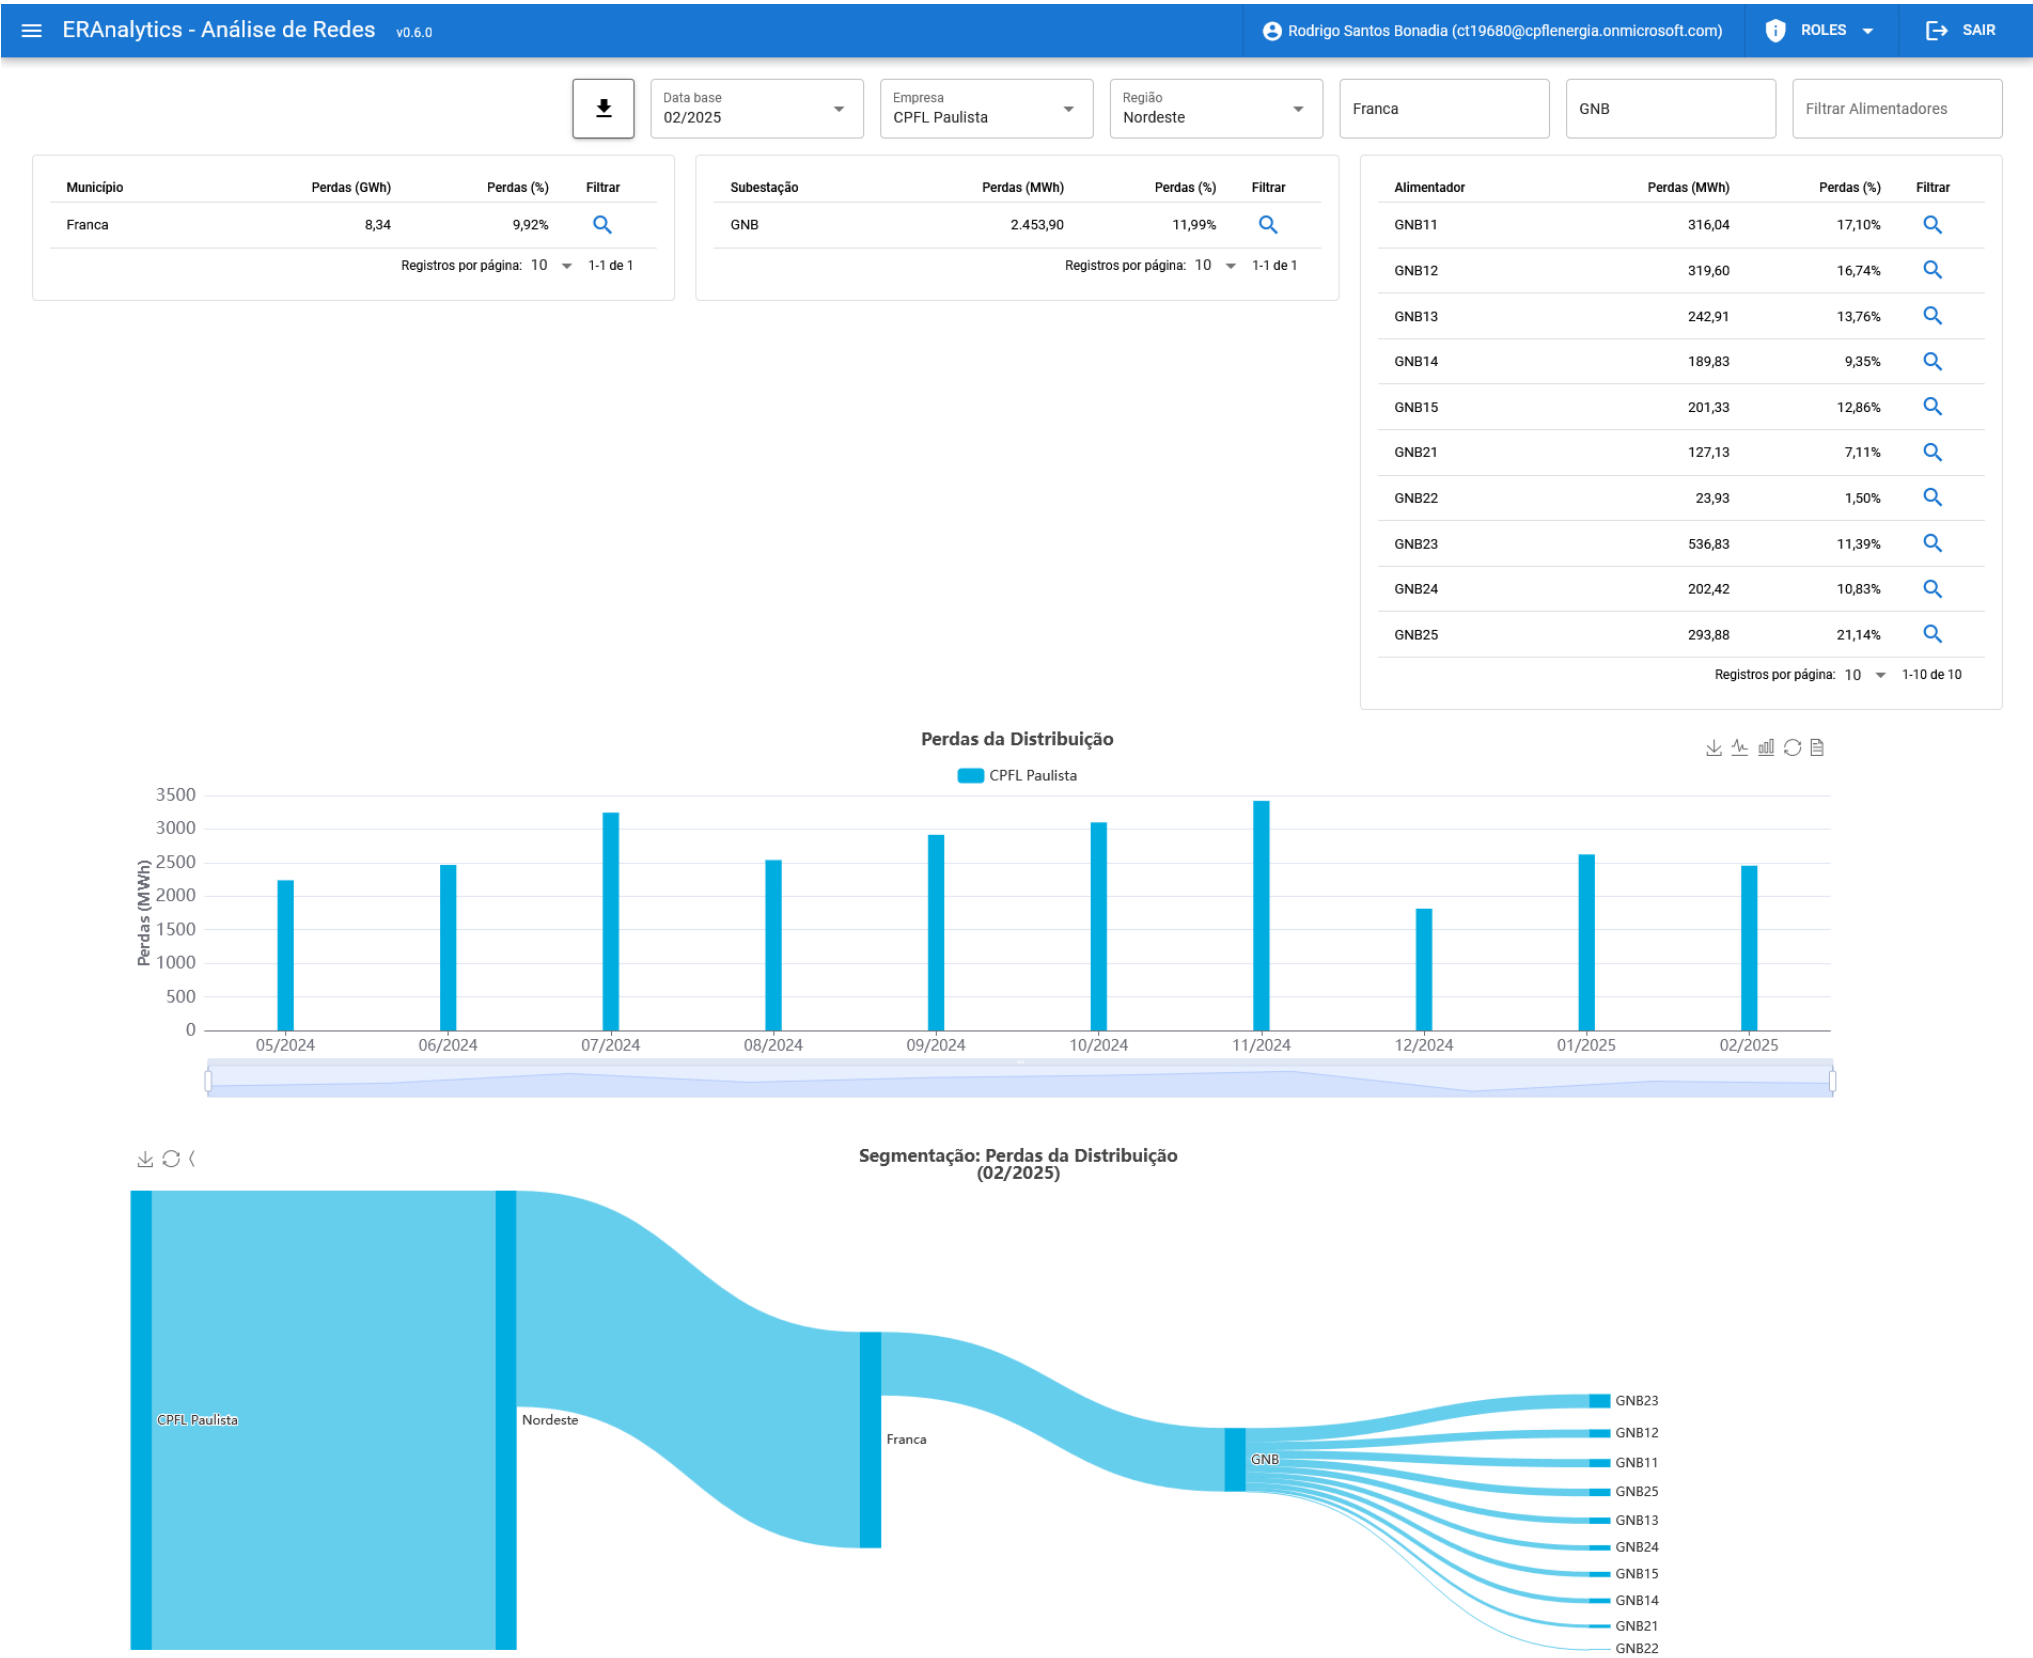 ERAnalytics - Análise de Redes v0.6.0
Rodrigo Santos Bonadia (ct19680@cpflenergia.onmicrosoft.com)
ROLES
SAIR
Data base
02/2025
Empresa
CPFL Paulista
Região
Nordeste
Franca
GNB
Filtrar Alimentadores
Município Perdas (GWh) Perdas (%) Filtrar
Franca 8,34 9,92%
Registros por página: 10 1-1 de 1
Subestação Perdas (MWh) Perdas (%) Filtrar
GNB 2.453,90 11,99%
Registros por página: 10 1-1 de 1
Alimentador Perdas (MWh) Perdas (%) Filtrar
GNB11 316,04 17,10%
GNB12 319,60 16,74%
GNB13 242,91 13,76%
GNB14 189,83 9,35%
GNB15 201,33 12,86%
GNB21 127,13 7,11%
GNB22 23,93 1,50%
GNB23 536,83 11,39%
GNB24 202,42 10,83%
GNB25 293,88 21,14%
Registros por página: 10 1-10 de 10
Perdas da Distribuição
CPFL Paulista
Perdas (MWh)
3500
3000
2500
2000
1500
1000
500
0
05/2024 06/2024 07/2024 08/2024 09/2024 10/2024 11/2024 12/2024 01/2025 02/2025
Segmentação: Perdas da Distribuição
(02/2025)
CPFL Paulista
Nordeste
Franca
GNB
GNB23
GNB12
GNB11
GNB25
GNB13
GNB24
GNB15
GNB14
GNB21
GNB22